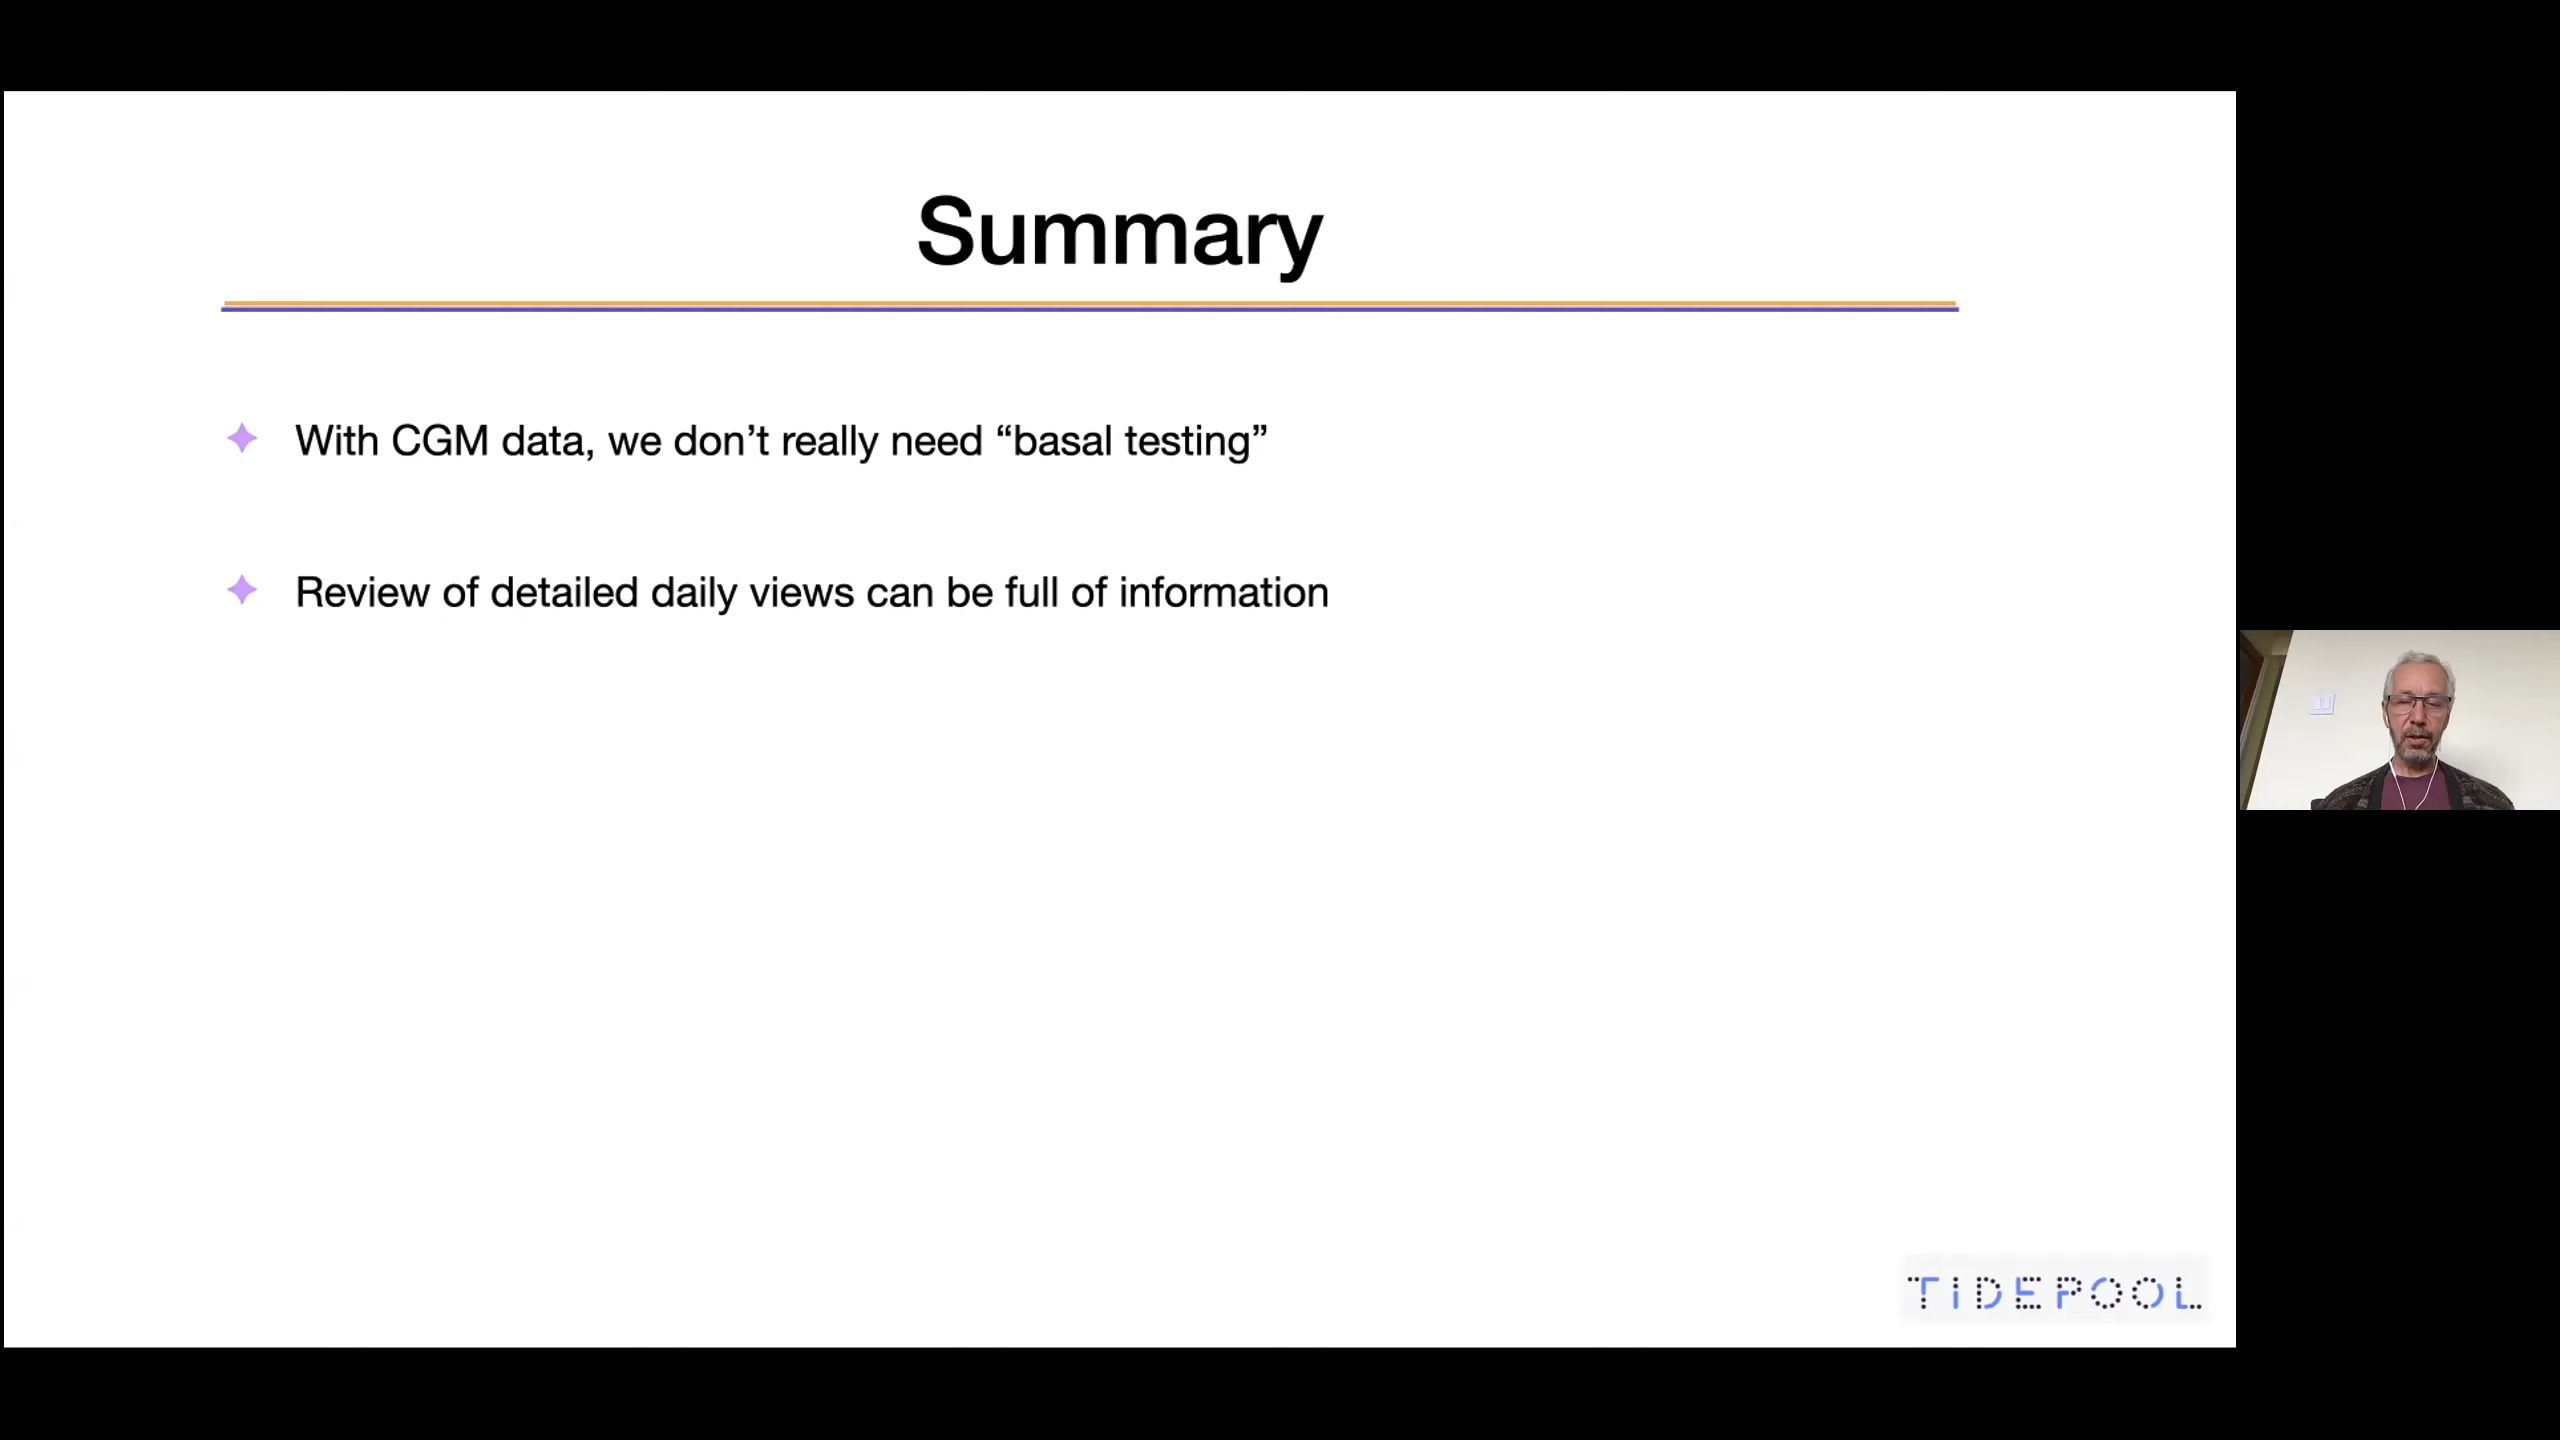 Summary
With CGM data, we don’t really need “basal testing”
Review of detailed daily views can be full of information
TIDEPOOL